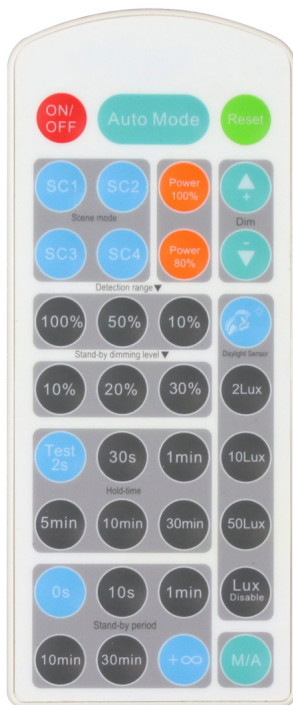 ON/
OFF
Auto Mode
Reset
SC1
SC2
Power
100%
+
Scene mode
Dim
SC3
SC4
Power
80%
−
Detection range▼
100%
50%
10%
Daylight Sensor
Stand-by dimming level▼
10%
20%
30%
2Lux
Test
2s
30s
1min
10Lux
Hold-time
5min
10min
30min
50Lux
0s
10s
1min
Lux
Disable
Stand-by period
10min
30min
+∞
M/A